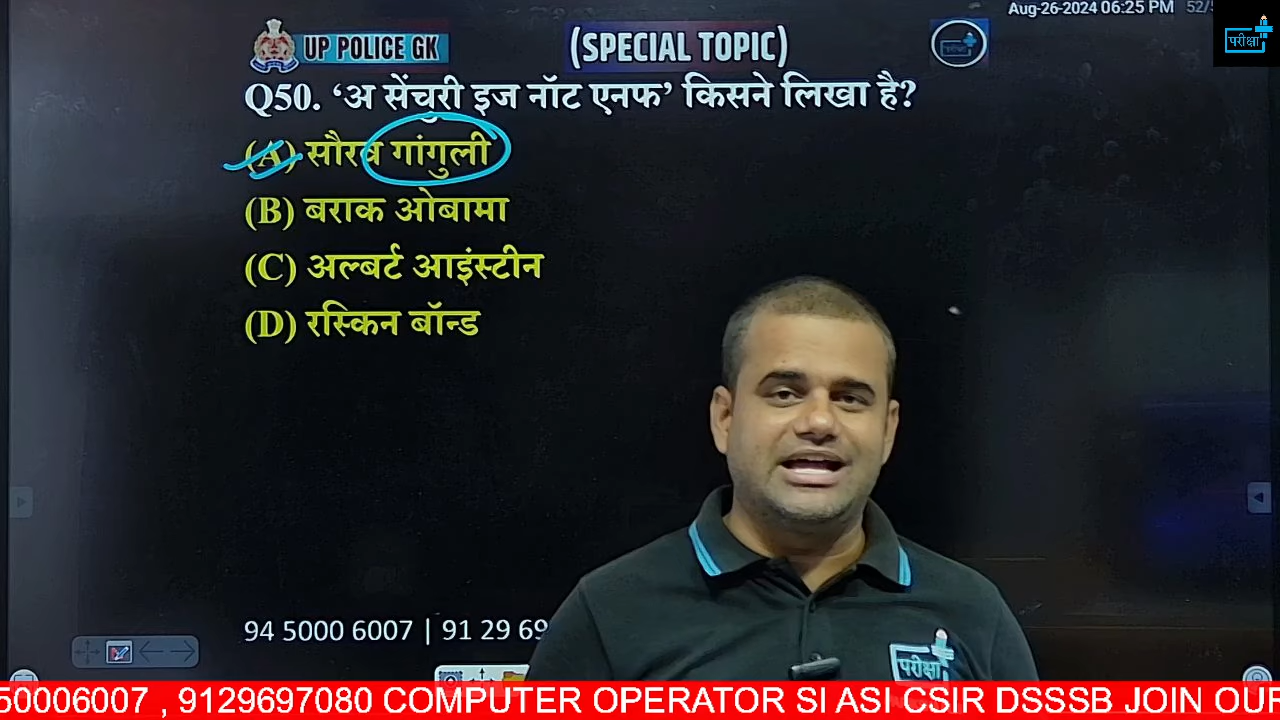 Aug-26-2024 06:25 PM 52/5
परीक्षा
UP POLICE GK
(SPECIAL TOPIC)
Q50. ‘अ सेंचुरी इज नॉट एनफ’ किसने लिखा है?
(A) सौरव गांगुली
(B) बराक ओबामा
(C) अल्बर्ट आइंस्टीन
(D) रस्किन बॉन्ड
94 5000 6007 | 91 29 69
परीक्षा
50006007 , 9129697080 COMPUTER OPERATOR SI ASI CSIR DSSSB JOIN OUR